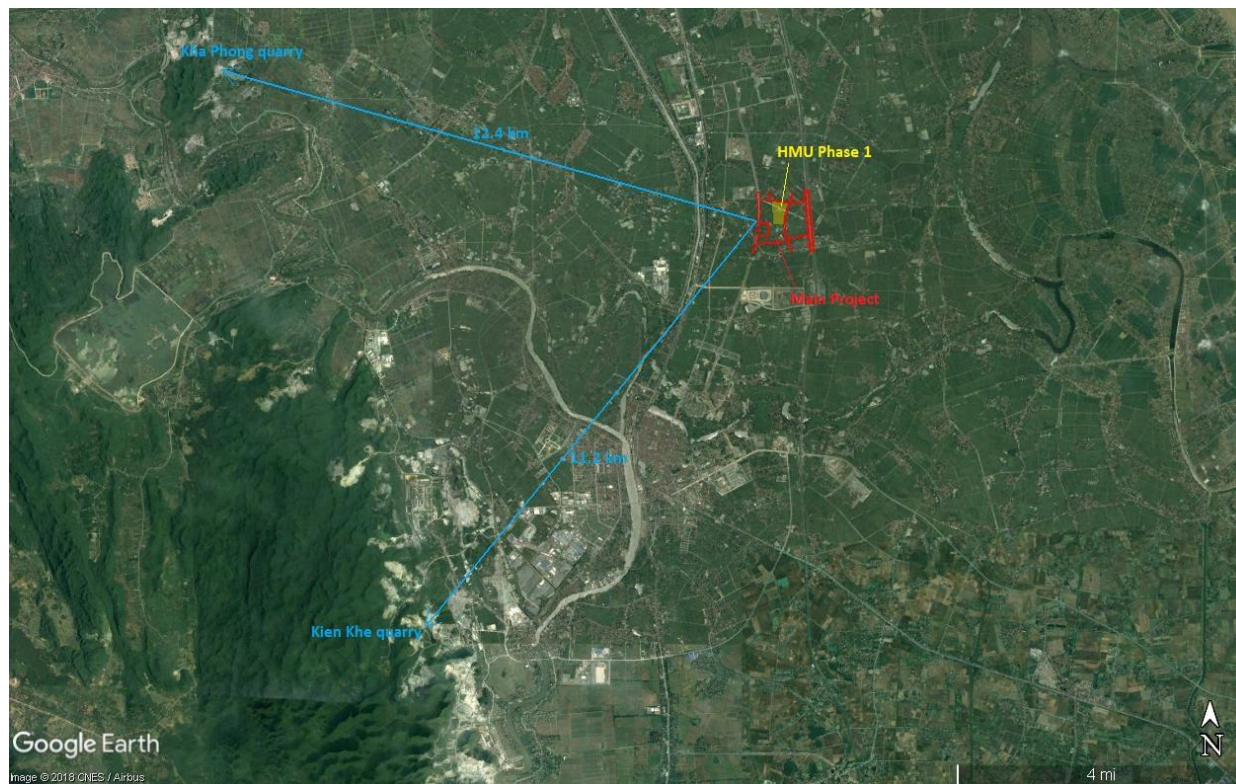 Kha Phong quarry
12.4 km
HMU Phase 1
Main Project
11.2 km
Kien Khe quarry
Google Earth
Image © 2018 CNES / Airbus
4 mi
N